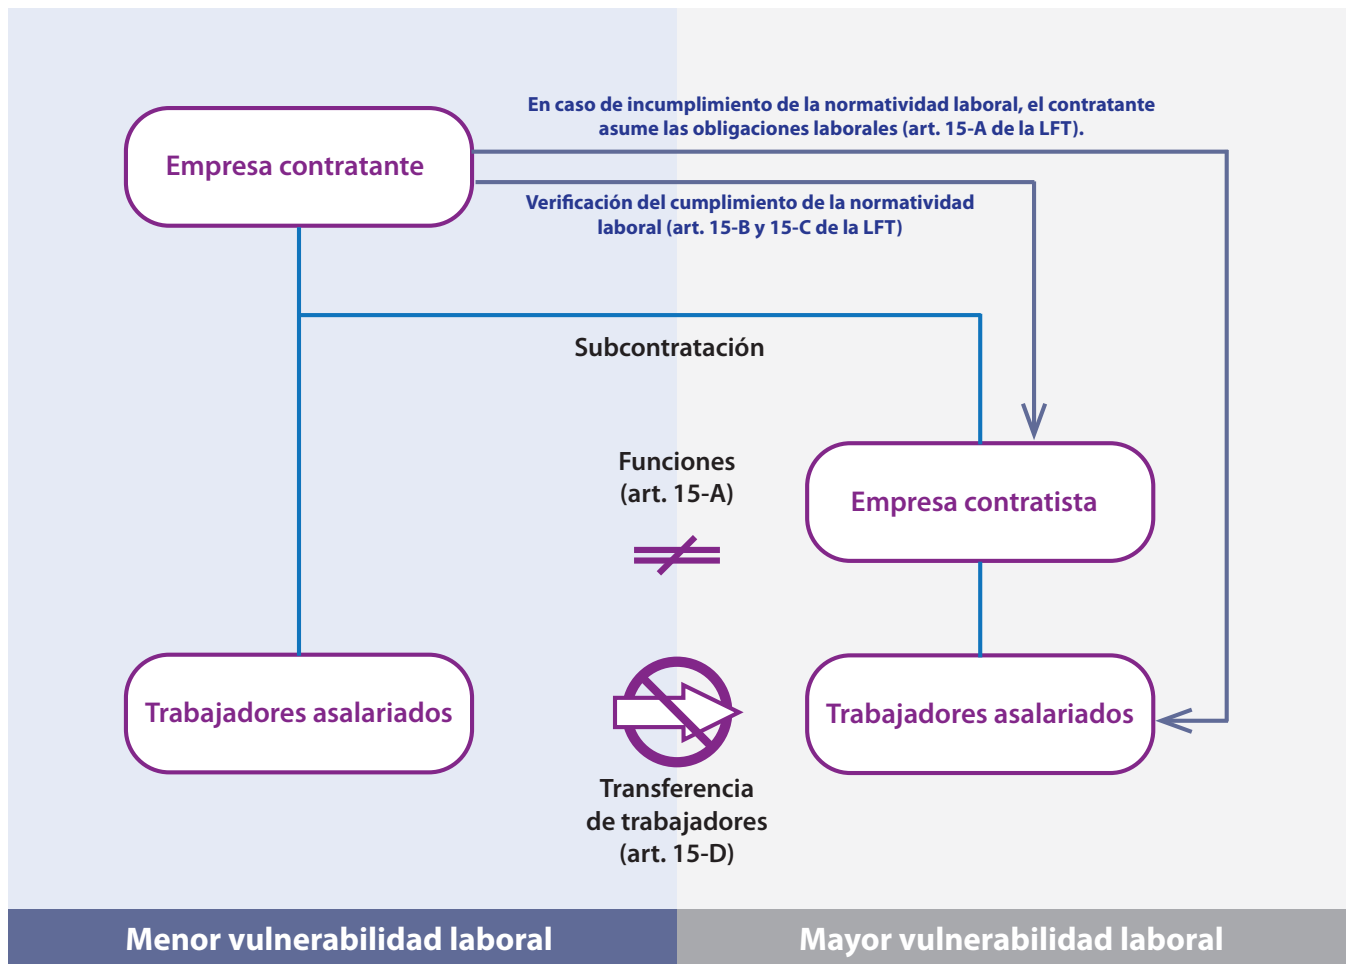 En caso de incumplimiento de la normatividad laboral, el contratante
asume las obligaciones laborales (art. 15-A de la LFT).
Empresa contratante
Verificación del cumplimiento de la normatividad
laboral (art. 15-B y 15-C de la LFT)
Subcontratación
Funciones
(art. 15-A)
Empresa contratista
Trabajadores asalariados
Trabajadores asalariados
Transferencia
de trabajadores
(art. 15-D)
Menor vulnerabilidad laboral
Mayor vulnerabilidad laboral